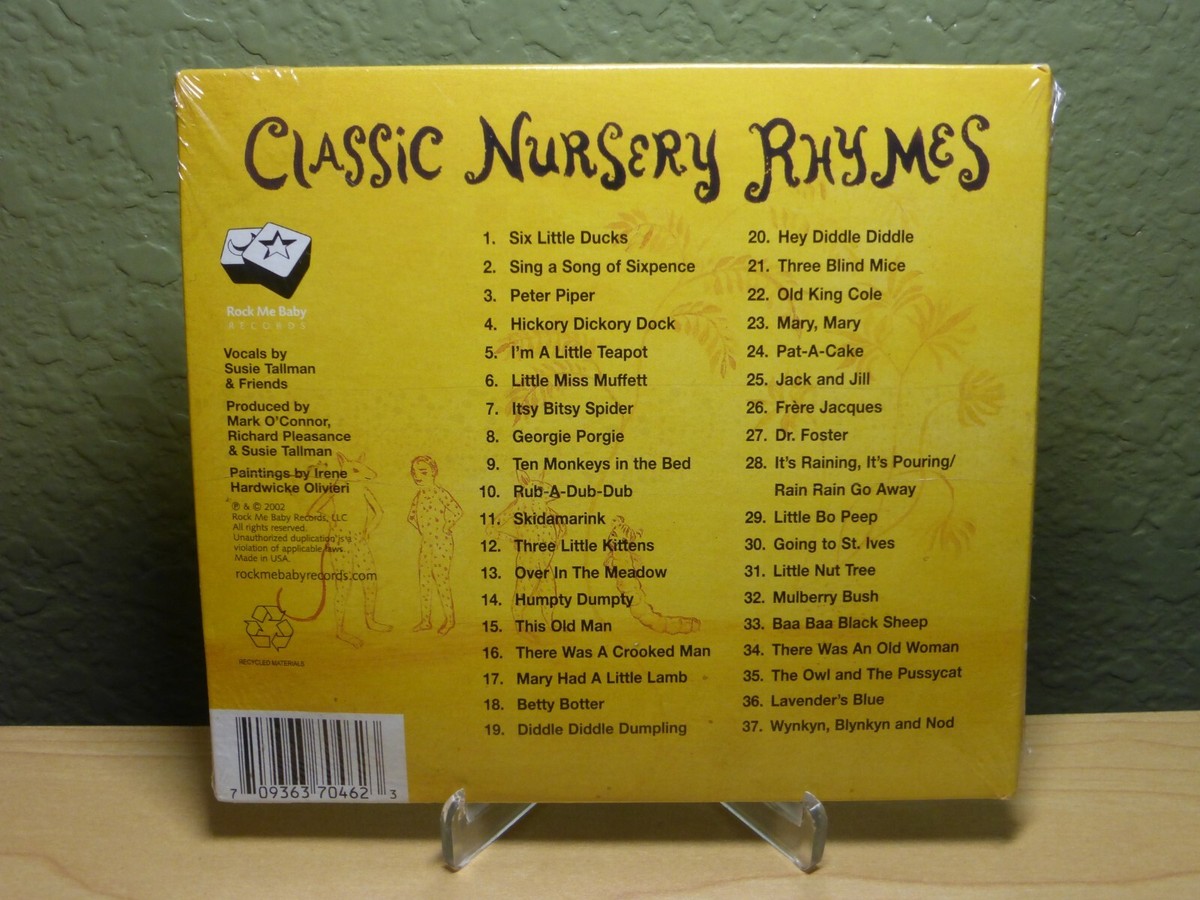 CLASSIC NURSERY RHYMES
Rock Me Baby
RECORDS
Vocals by
Susie Tallman
& Friends
Produced by
Mark O'Connor,
Richard Pleasance
& Susie Tallman
Paintings by Irene
Hardwicke Olivieri
℗ & © 2002
Rock Me Baby Records, LLC
All rights reserved.
Unauthorized duplication is a
violation of applicable laws.
Made in USA.
rockmebabyrecords.com
RECYCLED MATERIALS
7 09363 70462 3
1. Six Little Ducks
2. Sing a Song of Sixpence
3. Peter Piper
4. Hickory Dickory Dock
5. I'm A Little Teapot
6. Little Miss Muffett
7. Itsy Bitsy Spider
8. Georgie Porgie
9. Ten Monkeys in the Bed
10. Rub-A-Dub-Dub
11. Skidamarink
12. Three Little Kittens
13. Over In The Meadow
14. Humpty Dumpty
15. This Old Man
16. There Was A Crooked Man
17. Mary Had A Little Lamb
18. Betty Botter
19. Diddle Diddle Dumpling
20. Hey Diddle Diddle
21. Three Blind Mice
22. Old King Cole
23. Mary, Mary
24. Pat-A-Cake
25. Jack and Jill
26. Frère Jacques
27. Dr. Foster
28. It's Raining, It's Pouring/
Rain Rain Go Away
29. Little Bo Peep
30. Going to St. Ives
31. Little Nut Tree
32. Mulberry Bush
33. Baa Baa Black Sheep
34. There Was An Old Woman
35. The Owl and The Pussycat
36. Lavender's Blue
37. Wynkyn, Blynkyn and Nod